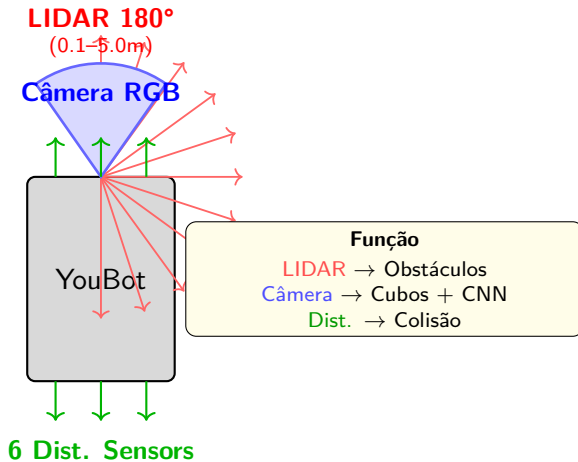 LIDAR 180°
(0.1–5.0m)
Câmera RGB
YouBot
Função
LIDAR → Obstáculos
Câmera → Cubos + CNN
Dist. → Colisão
6 Dist. Sensors